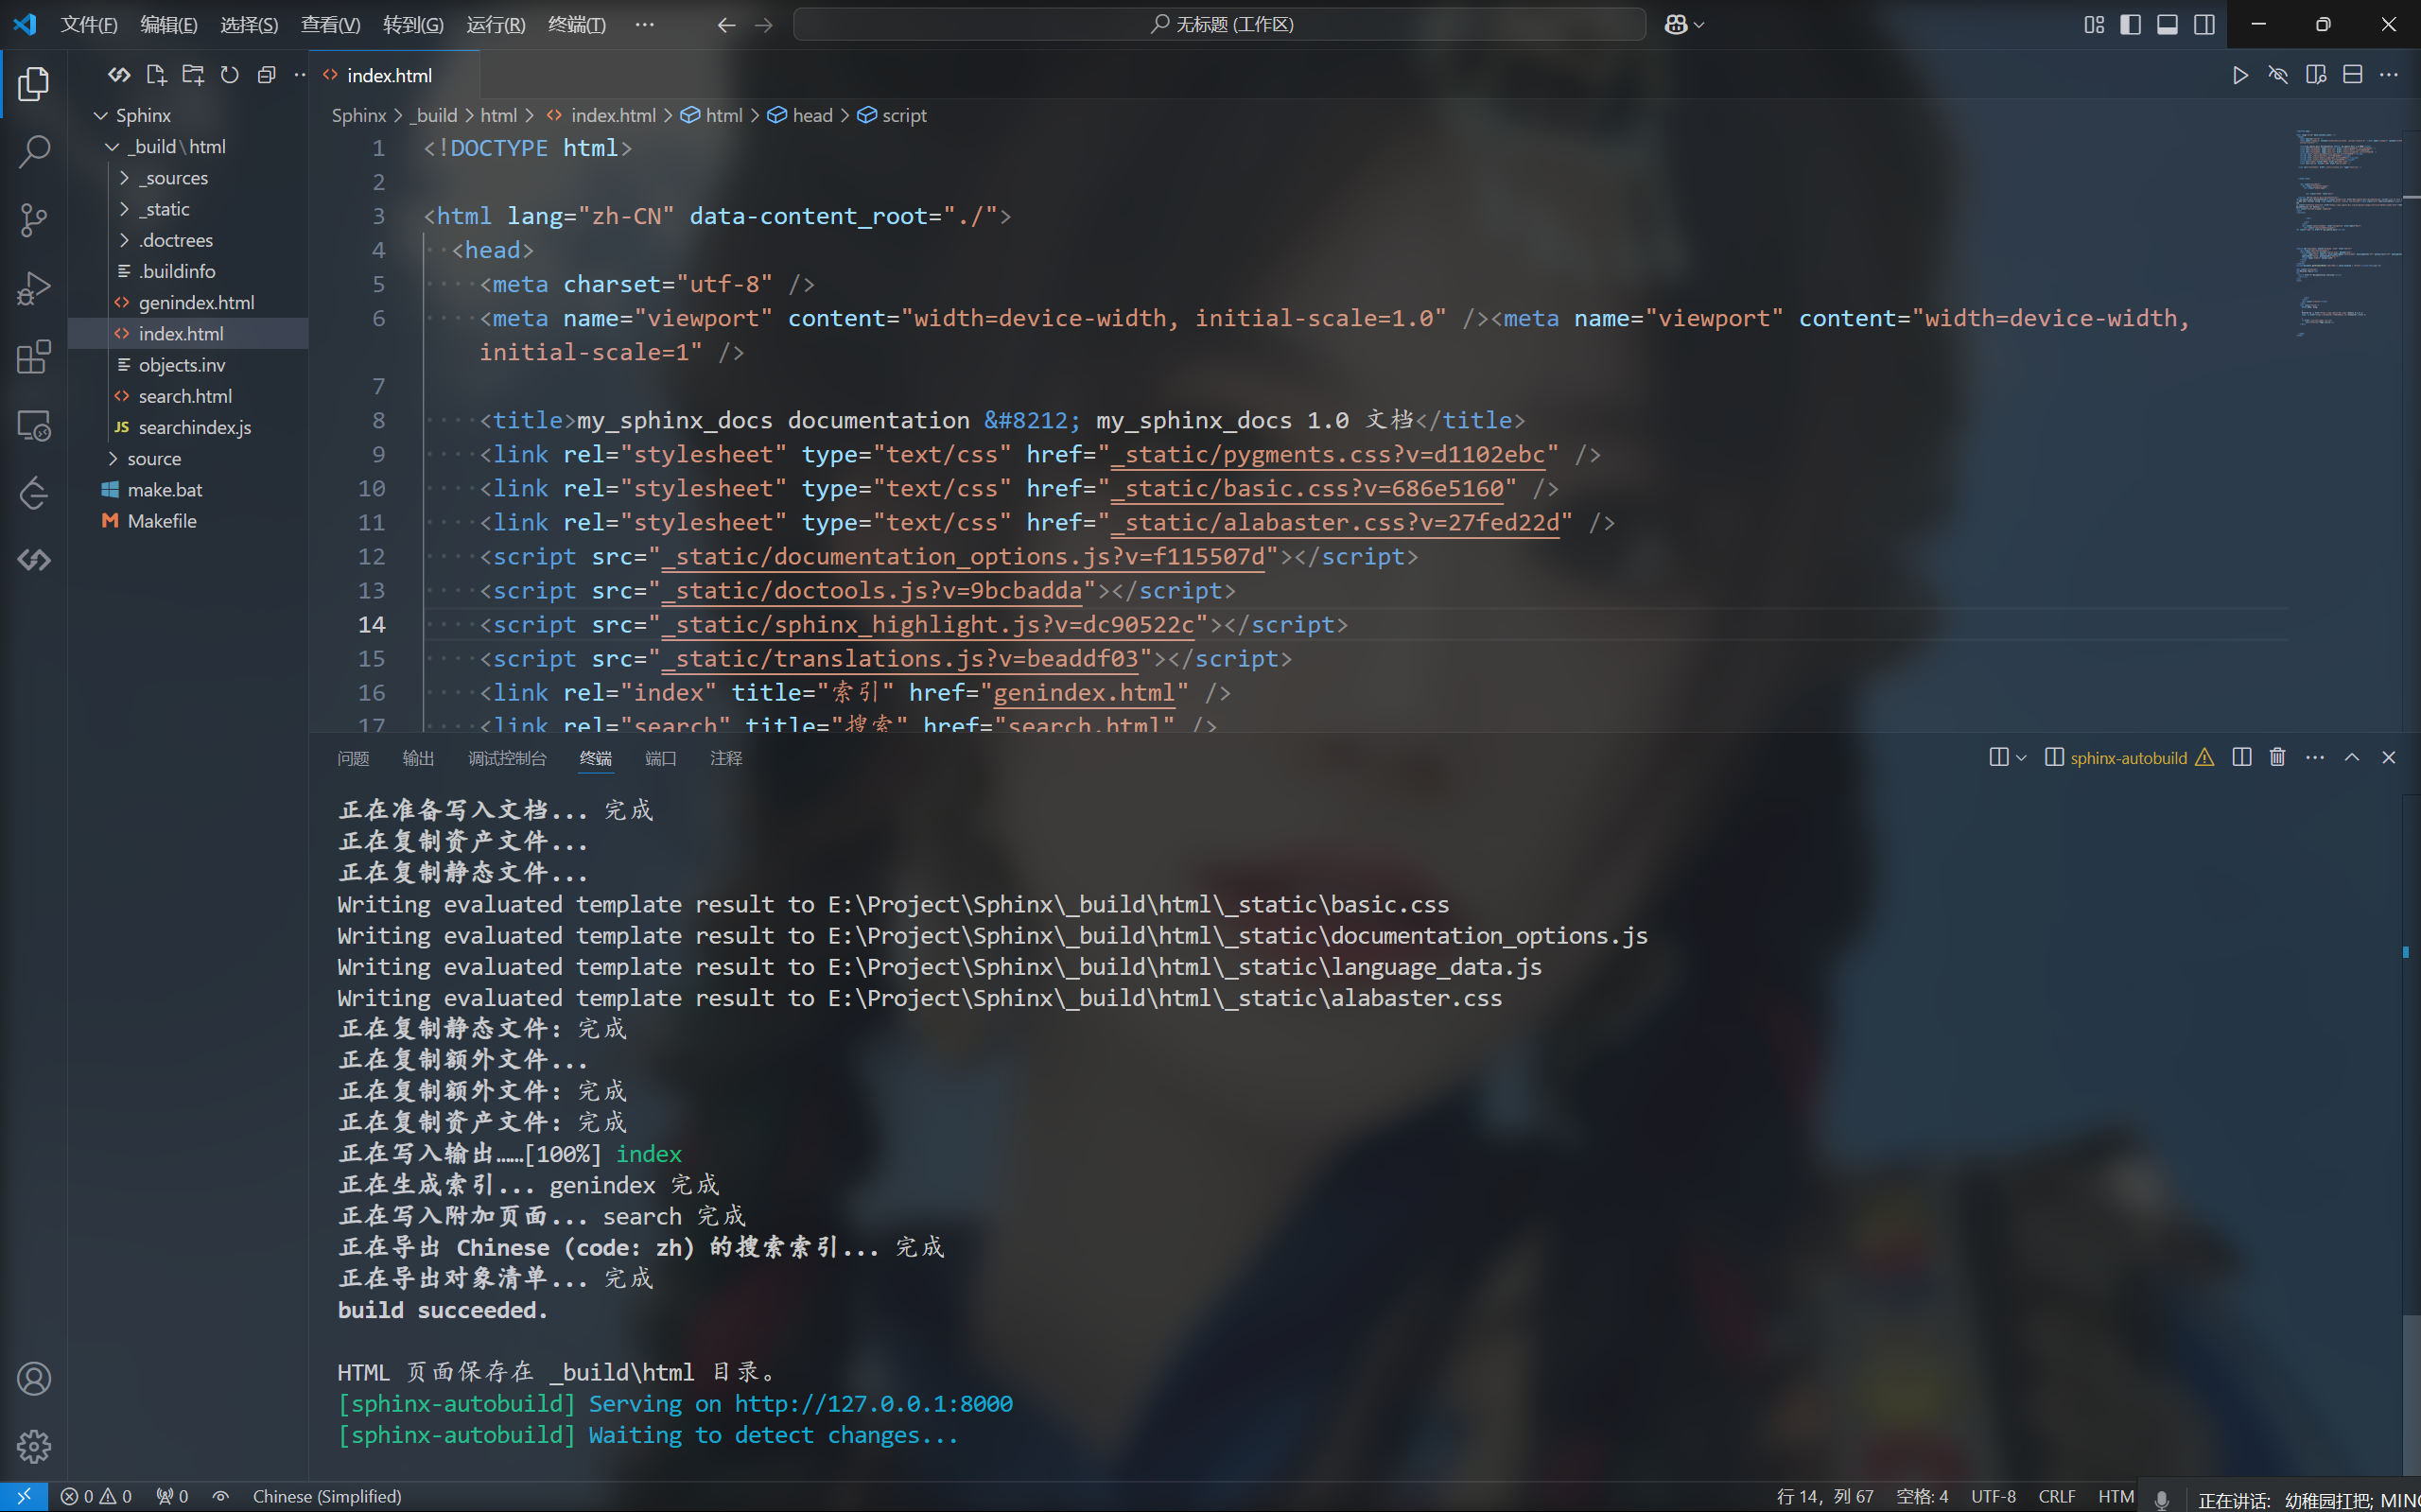 文件(F) 编辑(E) 选择(S) 查看(V) 转到(G) 运行(R) 终端(T) ···
无标题 (工作区)
index.html
Sphinx > _build > html > index.html > html > head > script
Sphinx
_build\html
_sources
_static
.doctrees
.buildinfo
genindex.html
index.html
objects.inv
search.html
JS searchindex.js
source
make.bat
M Makefile
1 <!DOCTYPE html>
2
3 <html lang="zh-CN" data-content_root="./">
4 <head>
5 <meta charset="utf-8" />
6 <meta name="viewport" content="width=device-width, initial-scale=1.0" /><meta name="viewport" content="width=device-width,
initial-scale=1" />
7
8 <title>my_sphinx_docs documentation &#8212; my_sphinx_docs 1.0 文档</title>
9 <link rel="stylesheet" type="text/css" href="_static/pygments.css?v=d1102ebc" />
10 <link rel="stylesheet" type="text/css" href="_static/basic.css?v=686e5160" />
11 <link rel="stylesheet" type="text/css" href="_static/alabaster.css?v=27fed22d" />
12 <script src="_static/documentation_options.js?v=f115507d"></script>
13 <script src="_static/doctools.js?v=9bcbadda"></script>
14 <script src="_static/sphinx_highlight.js?v=dc90522c"></script>
15 <script src="_static/translations.js?v=beaddf03"></script>
16 <link rel="index" title="索引" href="genindex.html" />
17 <link rel="search" title="搜索" href="search.html" />
问题 输出 调试控制台 终端 端口 注释
sphinx-autobuild
正在准备写入文档... 完成
正在复制资产文件...
正在复制静态文件...
Writing evaluated template result to E:\Project\Sphinx\_build\html\_static\basic.css
Writing evaluated template result to E:\Project\Sphinx\_build\html\_static\documentation_options.js
Writing evaluated template result to E:\Project\Sphinx\_build\html\_static\language_data.js
Writing evaluated template result to E:\Project\Sphinx\_build\html\_static\alabaster.css
正在复制静态文件: 完成
正在复制额外文件...
正在复制额外文件: 完成
正在复制资产文件: 完成
正在写入输出……[100%] index
正在生成索引... genindex 完成
正在写入附加页面... search 完成
正在导出 Chinese (code: zh) 的搜索索引... 完成
正在导出对象清单... 完成
build succeeded.
HTML 页面保存在 _build\html 目录。
[sphinx-autobuild] Serving on http://127.0.0.1:8000
[sphinx-autobuild] Waiting to detect changes...
0 0 0 Chinese (Simplified)
行 14，列 67 空格: 4 UTF-8 CRLF HTM
正在讲话: 幼稚园扛把; MIN